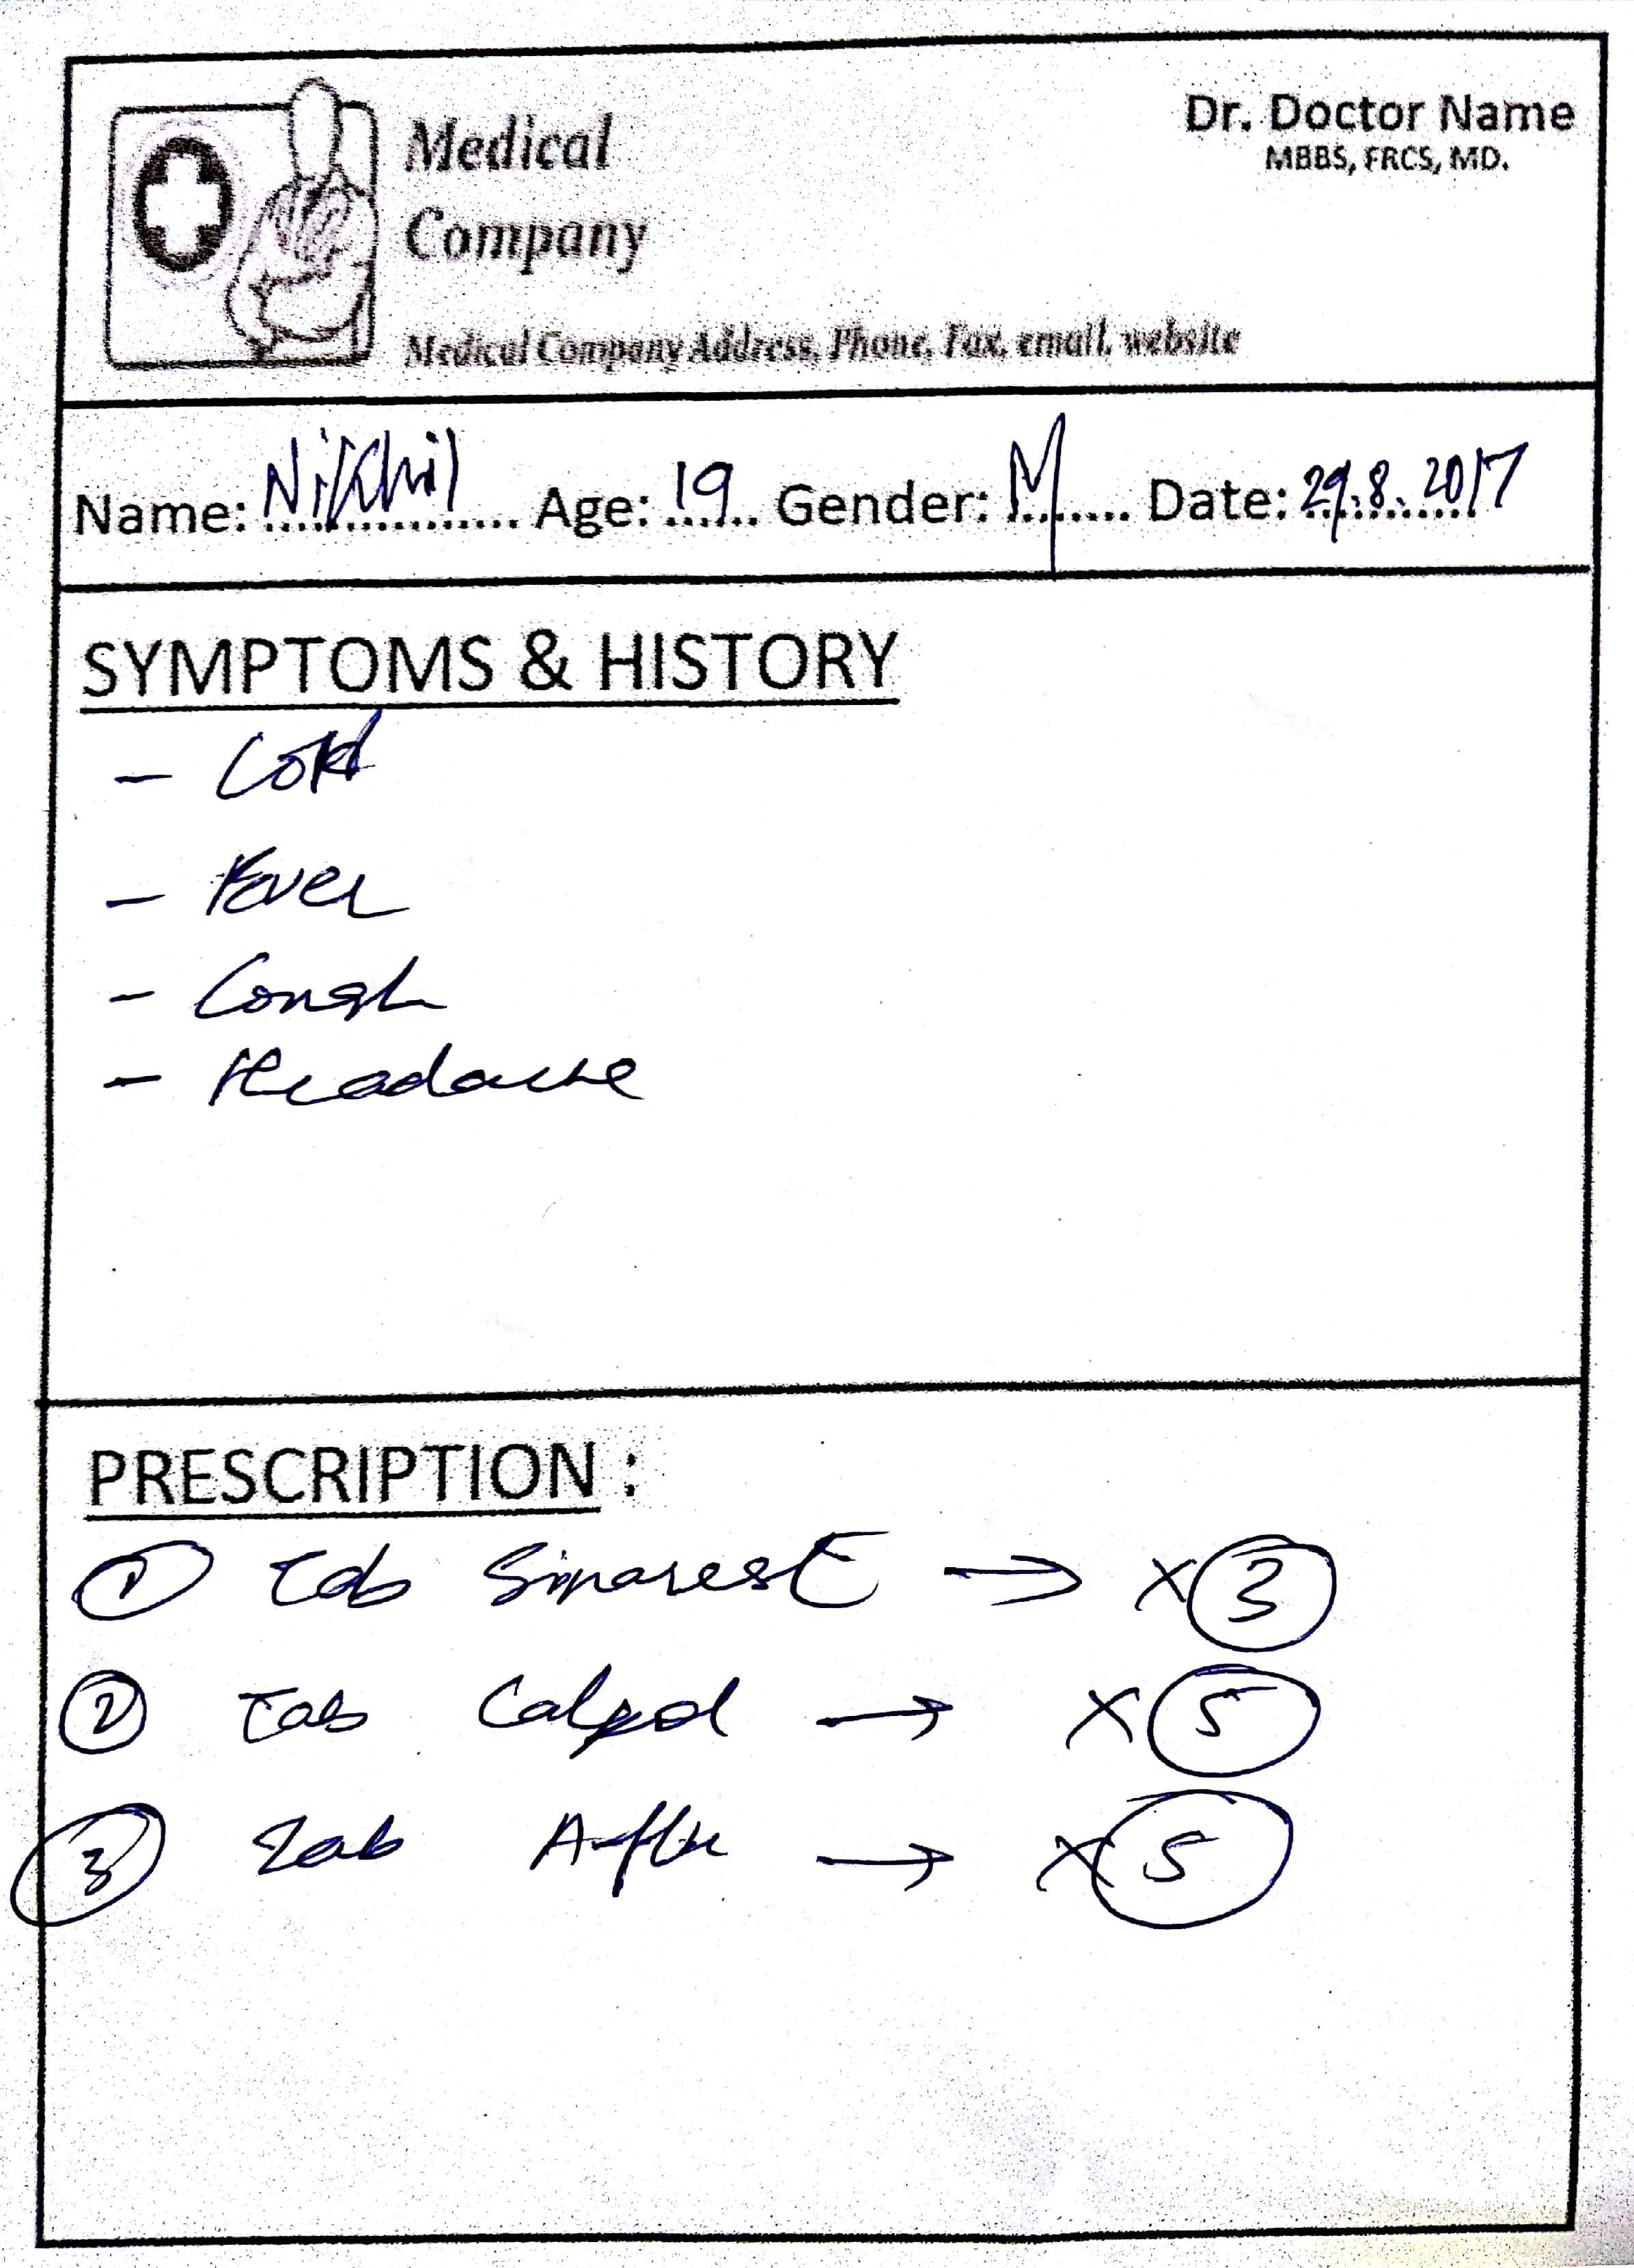 Medical
Company
Dr. Doctor Name
MBBS, FRCS, MD.
Medical Company Address, Phone, Fax, email, website
Name: Nikhil Age: 19 Gender: M Date: 29.8.2017
SYMPTOMS & HISTORY
- Cold
- Fever
- Cough
- Headache
PRESCRIPTION :
① Tab Sinarest → x 3
② Tab Calpol → x 5
③ Tab → x 5